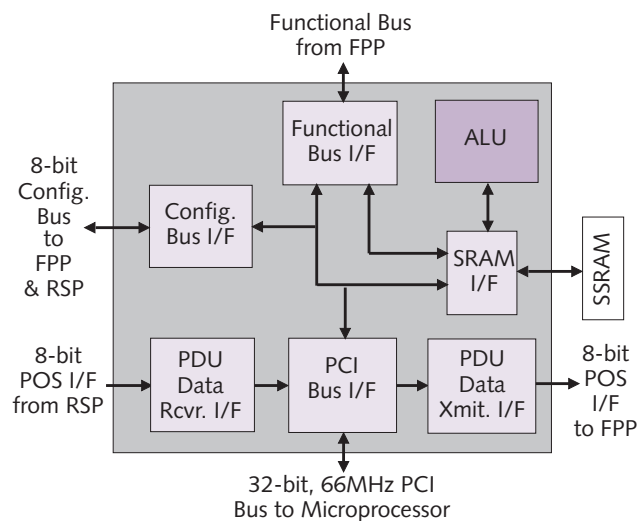 Functional Bus
from FPP
Functional
Bus I/F
ALU
8-bit
Config.
Bus
to
FPP
& RSP
Config.
Bus I/F
SRAM
I/F
SSRAM
8-bit
POS I/F
from RSP
PDU
Data
Rcvr. I/F
PCI
Bus I/F
PDU
Data
Xmit. I/F
8-bit
POS
I/F
to FPP
32-bit, 66MHz PCI
Bus to Microprocessor